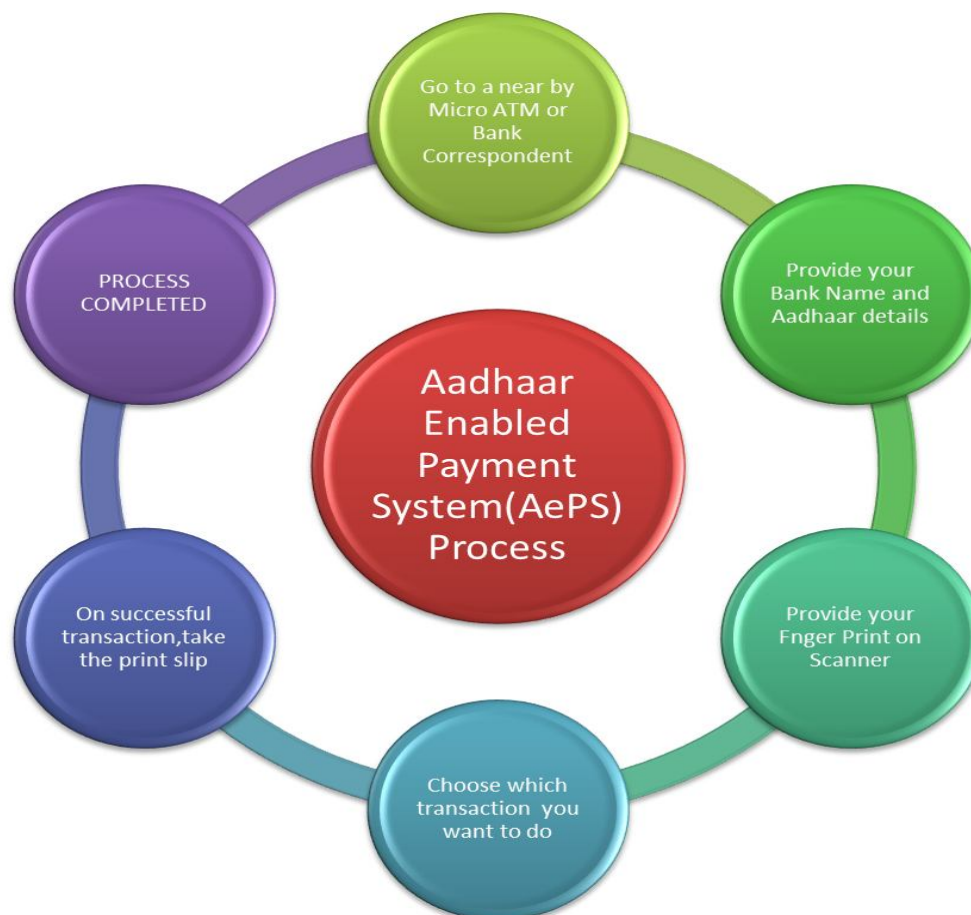 Go to a near by
Micro ATM or
Bank
Correspondent
Provide your
Bank Name and
Aadhaar details
Provide your
Fnger Print on
Scanner
Choose which
transaction you
want to do
On successful
transaction,take
the print slip
PROCESS
COMPLETED
Aadhaar
Enabled
Payment
System(AePS)
Process